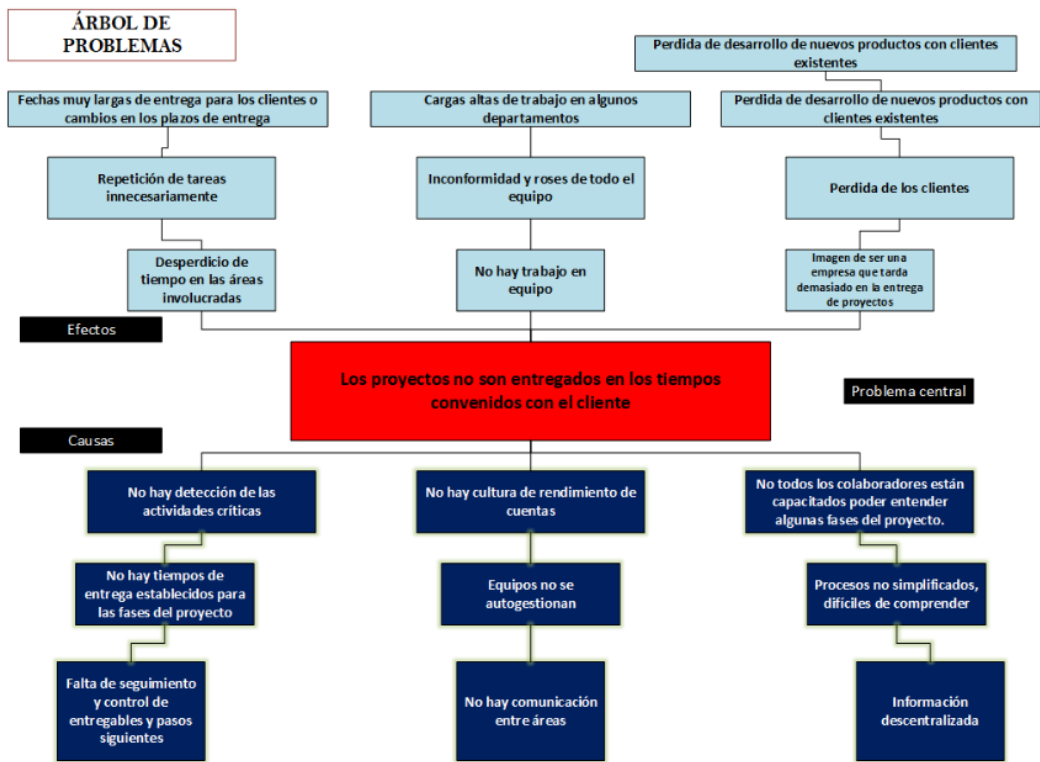 ÁRBOL DE
PROBLEMAS
Perdida de desarrollo de nuevos productos con clientes
existentes
Fechas muy largas de entrega para los clientes o
cambios en los plazos de entrega
Cargas altas de trabajo en algunos
departamentos
Perdida de desarrollo de nuevos productos con
clientes existentes
Repetición de tareas
innecesariamente
Inconformidad y roses de todo el
equipo
Perdida de los clientes
Desperdicio de
tiempo en las áreas
involucradas
No hay trabajo en
equipo
Imagen de ser una
empresa que tarda
demasiado en la entrega
de proyectos
Efectos
Los proyectos no son entregados en los tiempos
convenidos con el cliente
Problema central
Causas
No hay detección de las
actividades críticas
No hay cultura de rendimiento de
cuentas
No todos los colaboradores están
capacitados poder entender
algunas fases del proyecto.
No hay tiempos de
entrega establecidos para
las fases del proyecto
Equipos no se
autogestionan
Procesos no simplificados,
difíciles de comprender
Falta de seguimiento
y control de
entregables y pasos
siguientes
No hay comunicación
entre áreas
Información
descentralizada